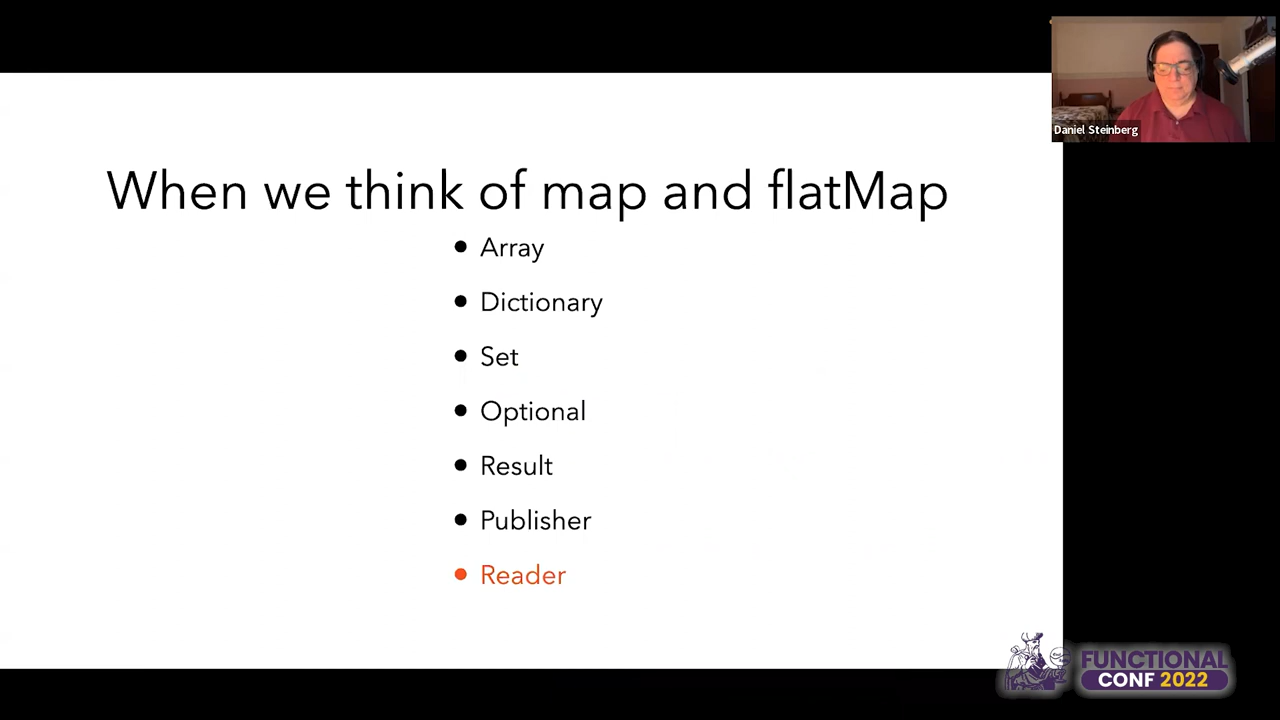 Daniel Steinberg
When we think of map and flatMap
• Array
• Dictionary
• Set
• Optional
• Result
• Publisher
• Reader
FUNCTIONAL
CONF 2022